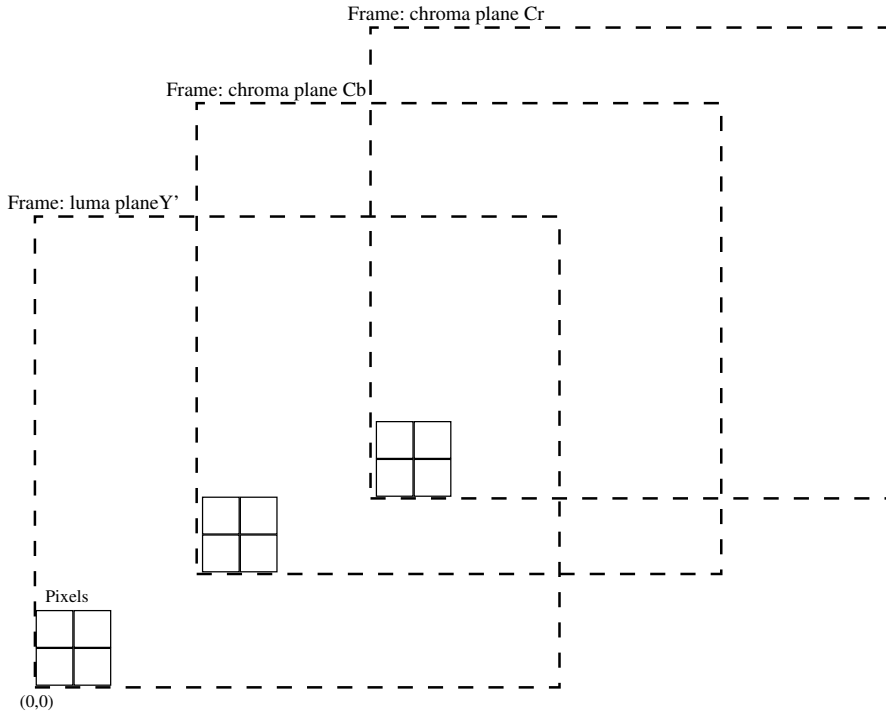 Frame: chroma plane Cr
Frame: chroma plane Cb
Frame: luma planeY’
Pixels
(0,0)